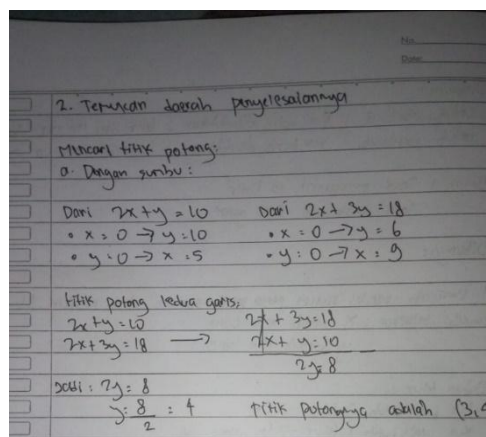 No
Date
2. Tentukan daerah penyelesaiannya
Mencari titik potong:
a. Dengan sumbu:
Dari 2x + y = 10 Dari 2x + 3y = 18
• x = 0 → y = 10 • x = 0 → y = 6
• y = 0 → x = 5 • y = 0 → x = 9
titik potong kedua garis,
2x + y = 10 2x + 3y = 18
2x + 3y = 18 → 2x + y = 10
2y = 8
Jadi : 2y = 8
y = 8/2 = 4 titik potongnya adalah (3,4